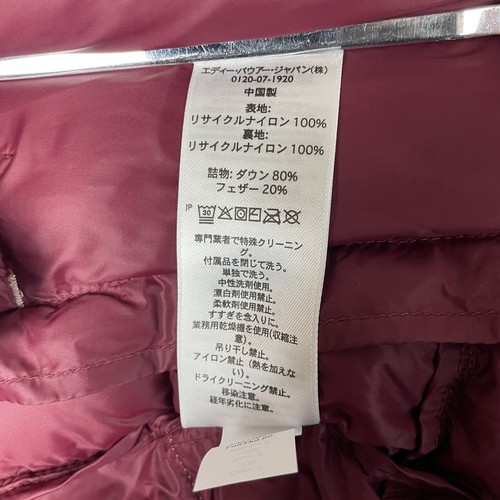 エディー・バウアー・ジャパン(株)
0120-07-1920
中国製
表地:
リサイクルナイロン 100%
裏地:
リサイクルナイロン 100%
詰物: ダウン 80%
フェザー 20%
JP 30
専門業者で特殊クリーニン
グ。
付属品を閉じて洗う。
単独で洗う。
中性洗剤使用。
漂白剤使用禁止。
柔軟剤使用禁止。
すすぎを念入りに。
業務用乾燥機を使用(収縮注
意)。
吊り干し禁止。
アイロン禁止 (熱を加えな
い)。
ドライクリーニング禁止。
移染注意。
経年劣化に注意。